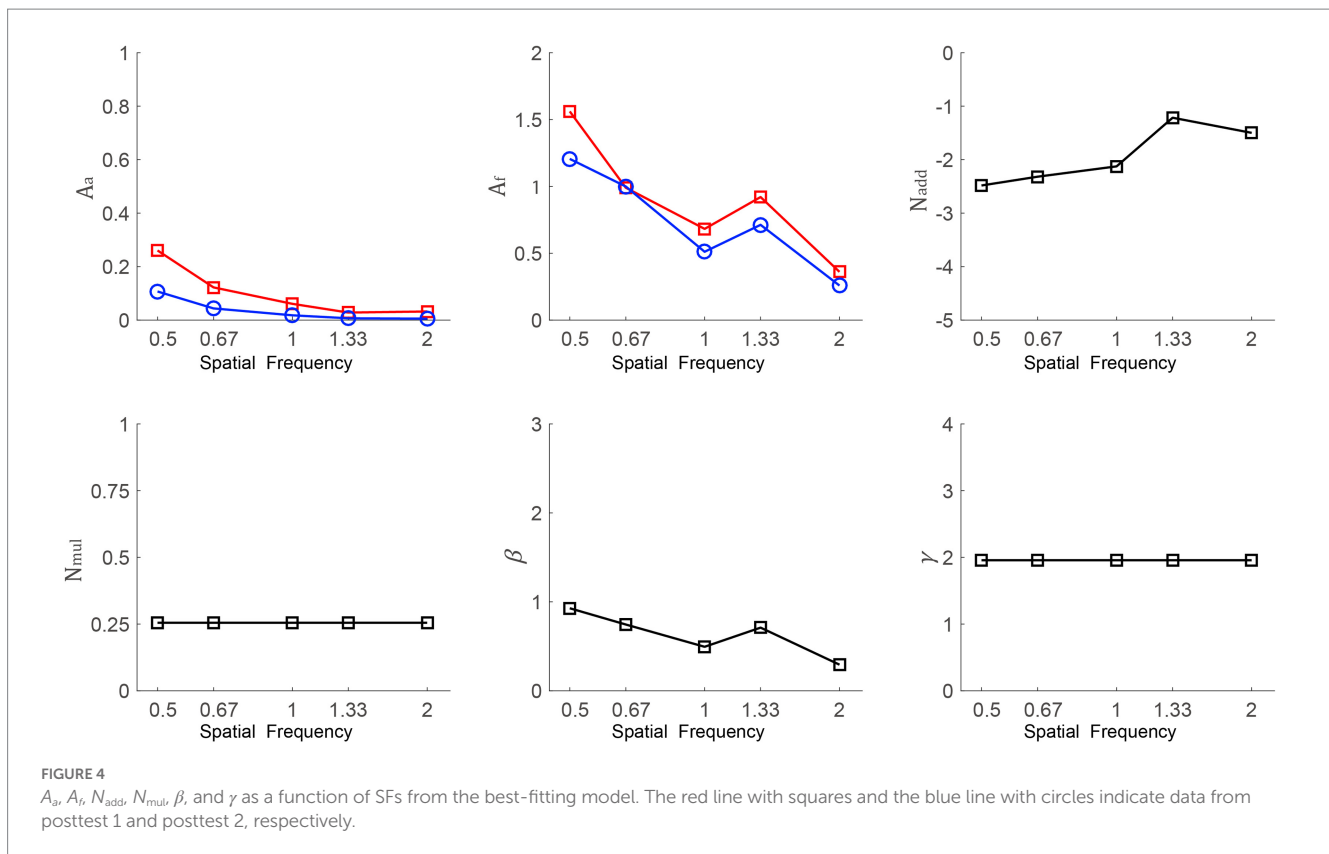 1
0.8
0.6
0.4
0.2
0
Aa
0.5 0.67 1 1.33 2
Spatial Frequency
2
1.5
1
0.5
0
Af
0.5 0.67 1 1.33 2
Spatial Frequency
0
-1
-2
-3
-4
-5
Nadd
0.5 0.67 1 1.33 2
Spatial Frequency
1
0.75
0.5
0.25
0
Nmul
0.5 0.67 1 1.33 2
Spatial Frequency
3
2
1
0
β
0.5 0.67 1 1.33 2
Spatial Frequency
4
3
2
1
0
γ
0.5 0.67 1 1.33 2
Spatial Frequency
FIGURE 4
Aa, Af, Nadd, Nmul, β, and γ as a function of SFs from the best-fitting model. The red line with squares and the blue line with circles indicate data from
posttest 1 and posttest 2, respectively.